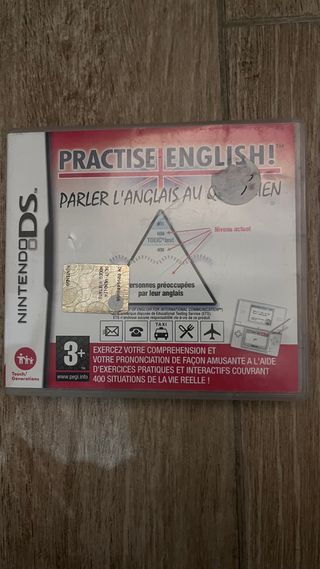 PRACTISE ENGLISH!
PARLER L'ANGLAIS AU
NINTENDO DS™
TOEIC® test
Niveau actuel
personnes préoccupées
par leur anglais
TAXI
3+
www.pegi.info
EXERCEZ VOTRE COMPREHENSION ET
VOTRE PRONONCIATION DE FAÇON AMUSANTE A L'AIDE
D'EXERCICES PRATIQUES ET INTERACTIFS COUVRANT
400 SITUATIONS DE LA VIE REELLE !
Touch!
Generations